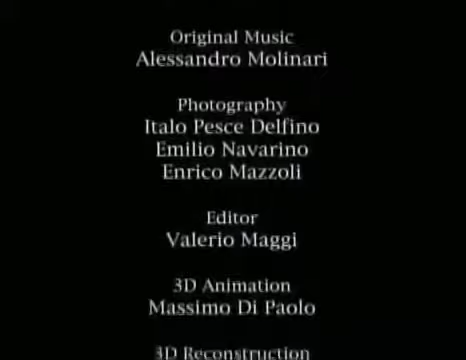 Original Music
Alessandro Molinari
Photography
Italo Pesce Delfino
Emilio Navarino
Enrico Mazzoli
Editor
Valerio Maggi
3D Animation
Massimo Di Paolo
3D Reconstruction